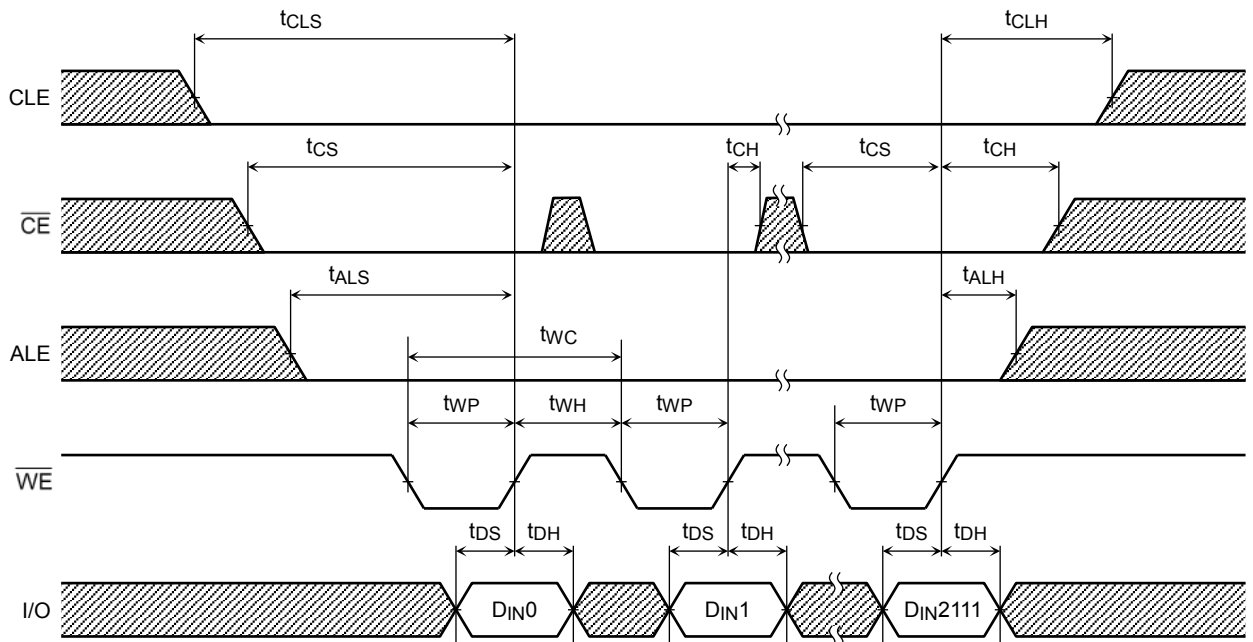 tCLS tCLH
CLE
tCS tCH tCS tCH
CE
tALS tALH
tWC
ALE
tWP tWH tWP tWP
WE
tDS tDH tDS tDH tDS tDH
I/O DIN0 DIN1 DIN2111